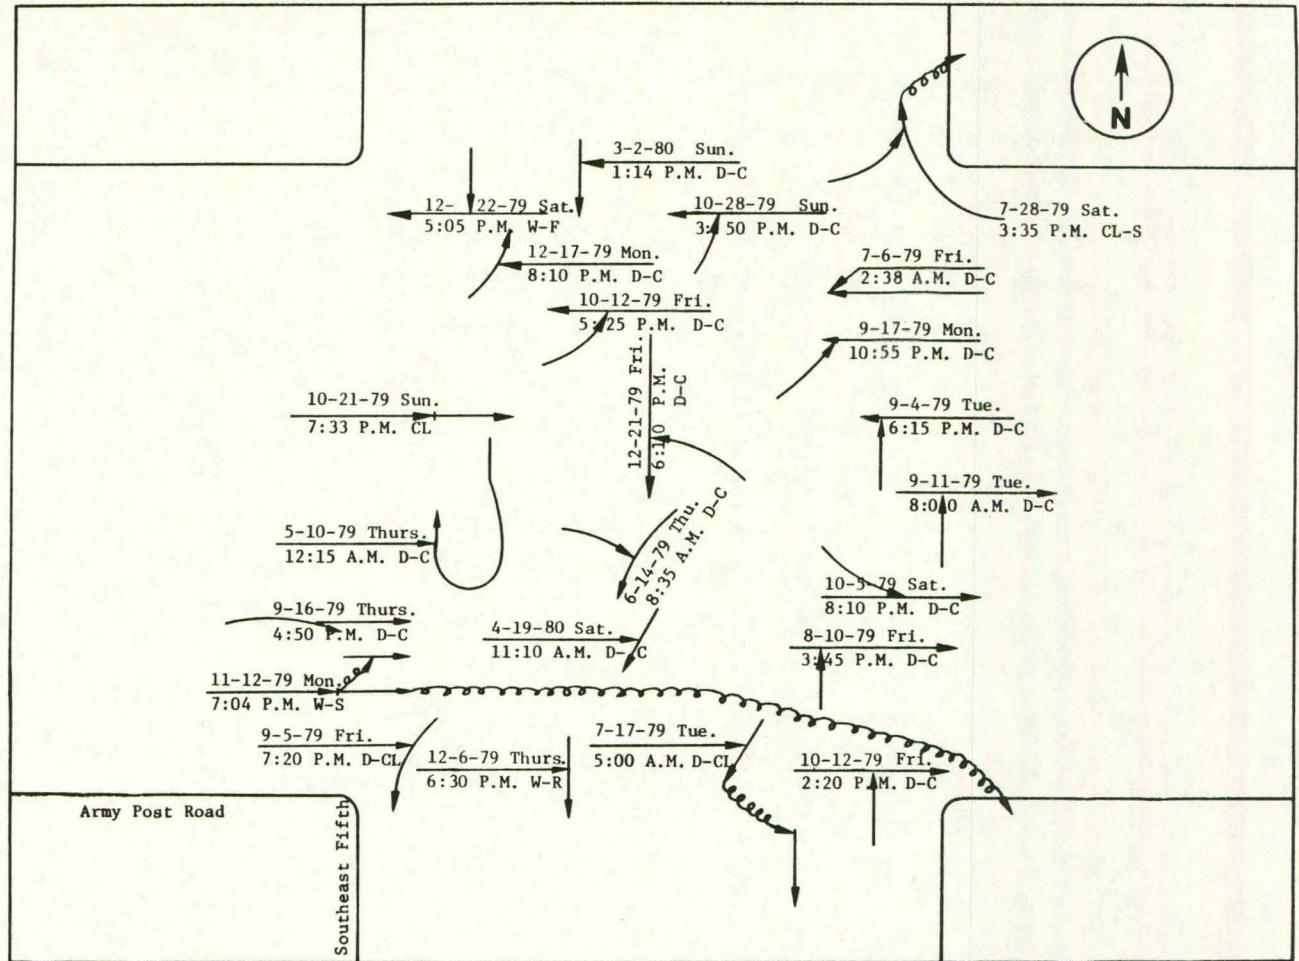 N
3-2-80 Sun.
1:14 P.M. D-C
12- 22-79 Sat.
5:05 P.M. W-F
10-28-79 Sun.
3: 50 P.M. D-C
7-28-79 Sat.
3:35 P.M. CL-S
12-17-79 Mon.
8:10 P.M. D-C
7-6-79 Fri.
2:38 A.M. D-C
10-12-79 Fri.
5:25 P.M. D-C
9-17-79 Mon.
10:55 P.M. D-C
12-21-79 Fri.
6:10 P.M.
D-C
10-21-79 Sun.
7:33 P.M. CL
9-4-79 Tue.
6:15 P.M. D-C
9-11-79 Tue.
8:00 A.M. D-C
5-10-79 Thurs.
12:15 A.M. D-C
6-14-79 Thu.
8:35 A.M. D-C
10-5-79 Sat.
8:10 P.M. D-C
9-16-79 Thurs.
4:50 P.M. D-C
4-19-80 Sat.
11:10 A.M. D-C
8-10-79 Fri.
3:45 P.M. D-C
11-12-79 Mon.
7:04 P.M. W-S
9-5-79 Fri.
7:20 P.M. D-CL
12-6-79 Thurs.
6:30 P.M. W-R
7-17-79 Tue.
5:00 A.M. D-CL
10-12-79 Fri.
2:20 P.M. D-C
Army Post Road
Southeast Fifth